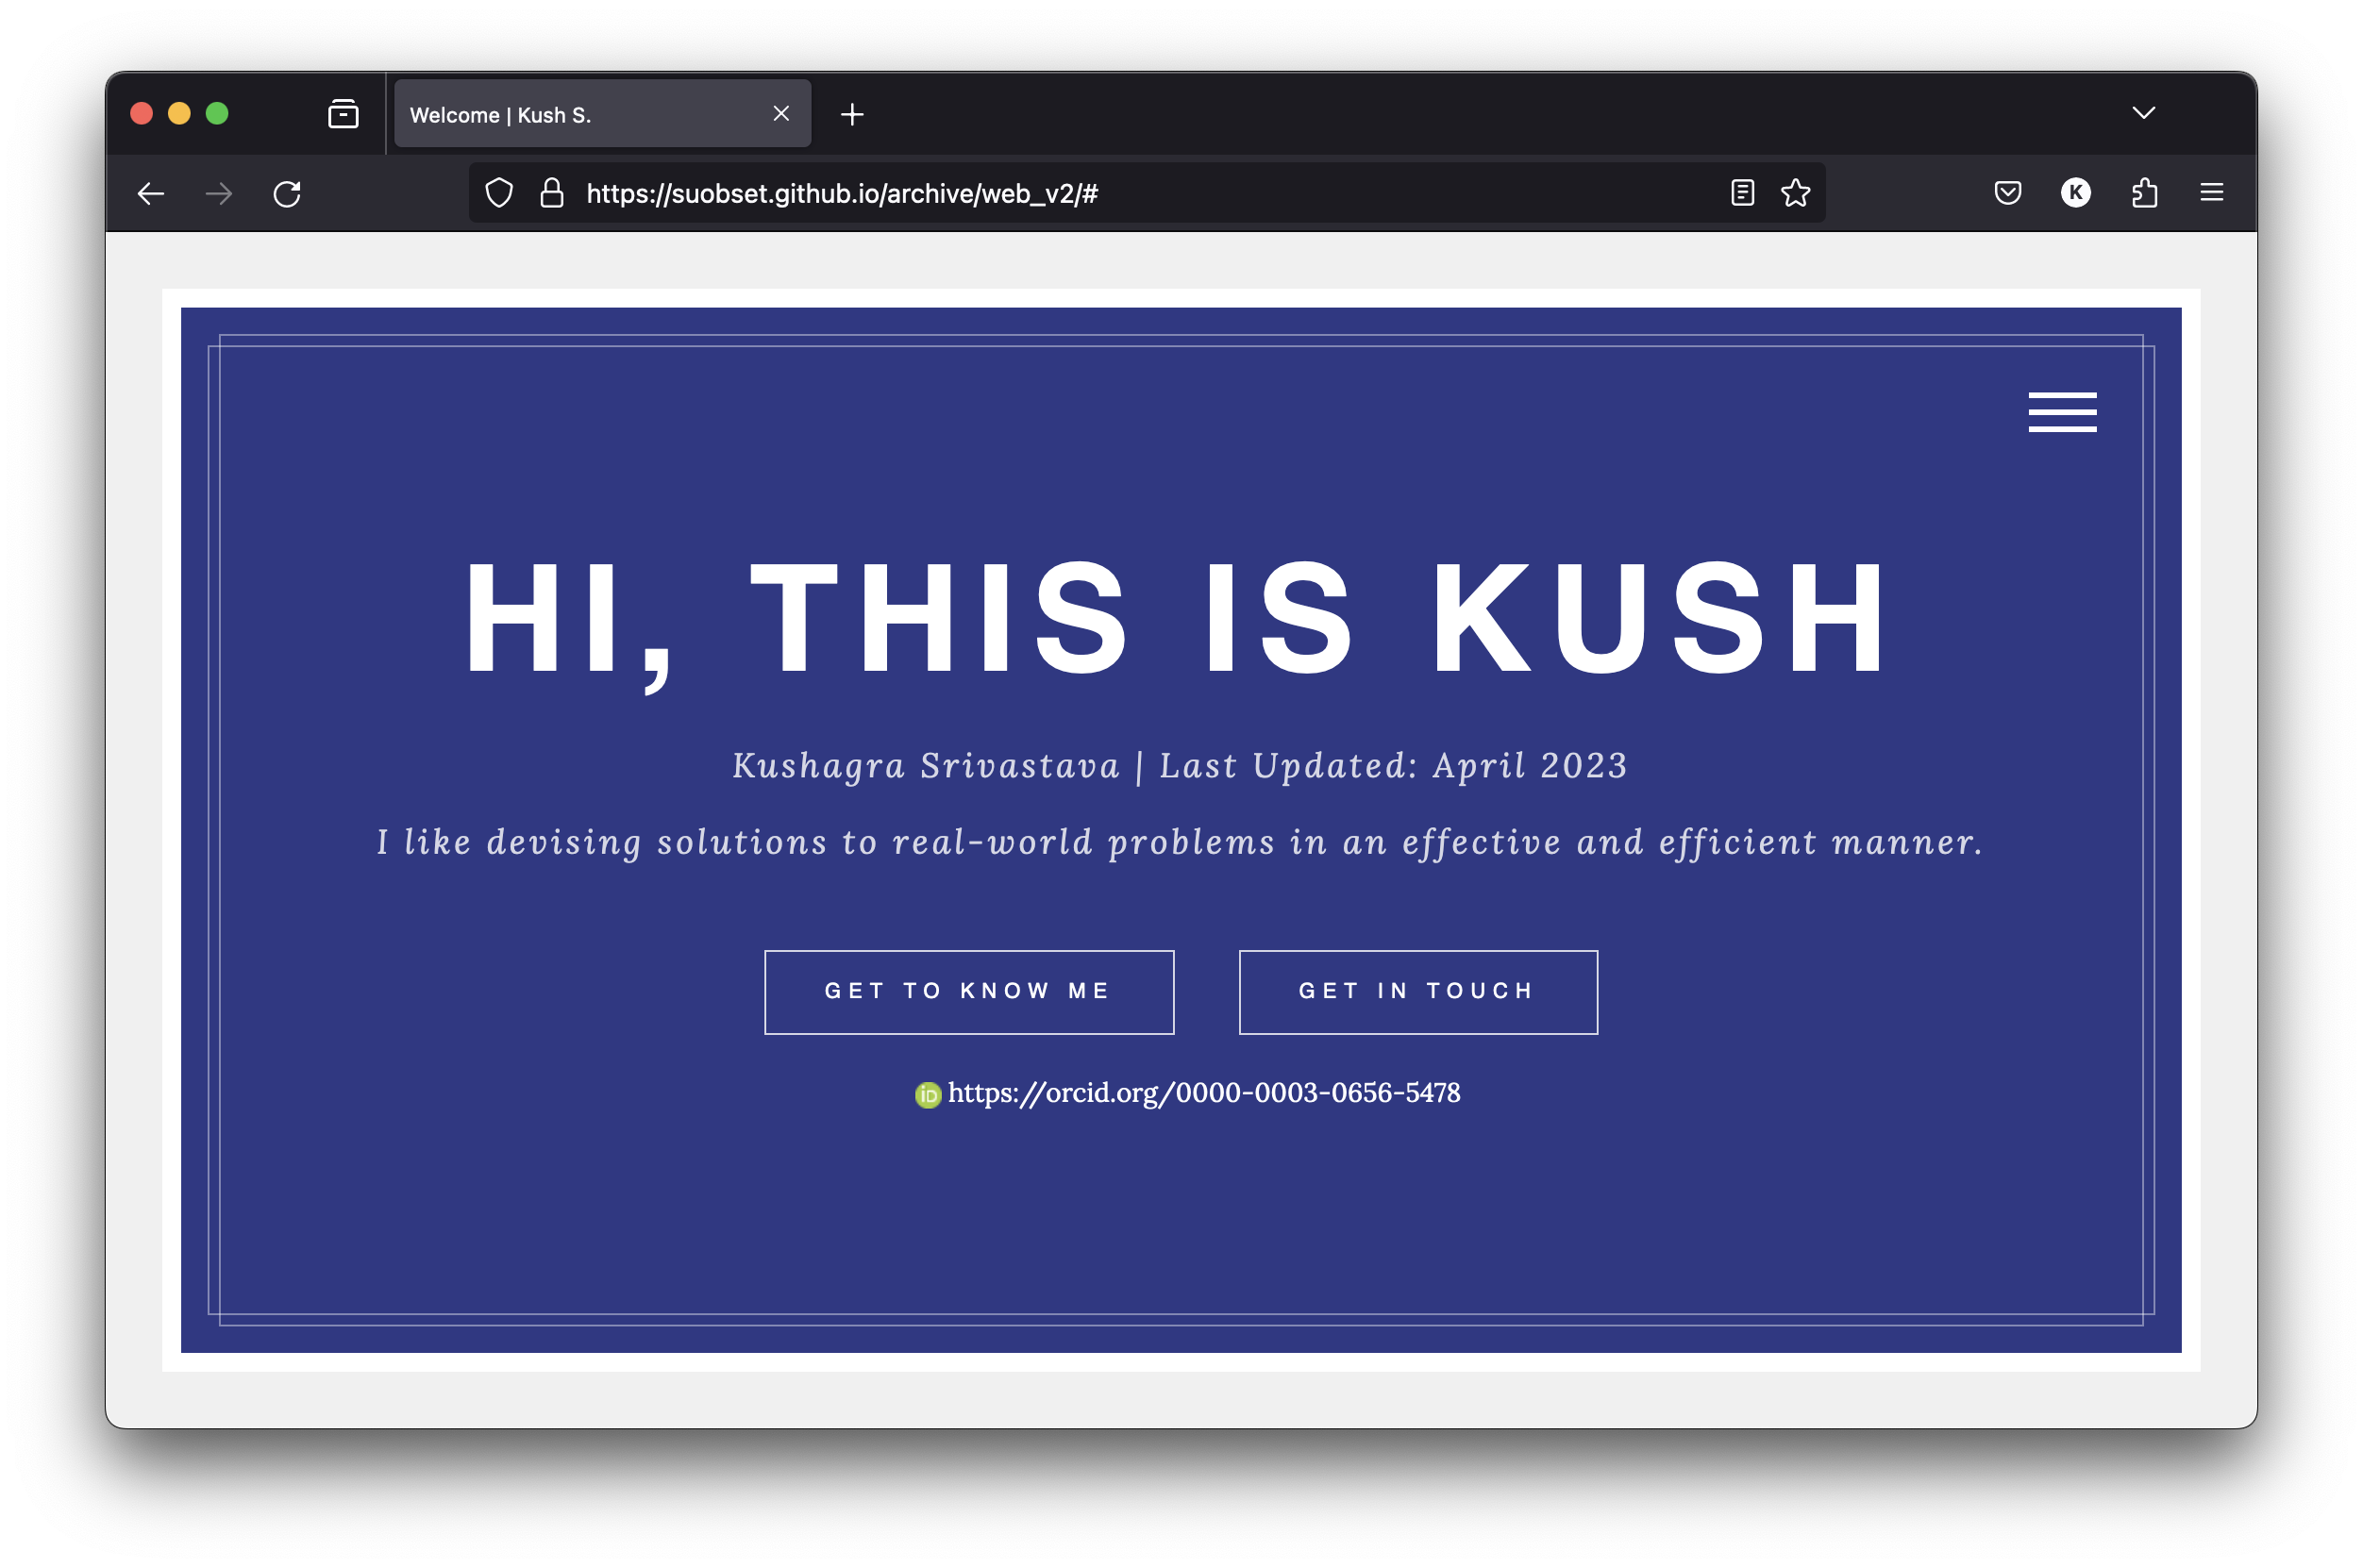 Welcome | Kush S.
https://suobset.github.io/archive/web_v2/#
K
HI, THIS IS KUSH
Kushagra Srivastava | Last Updated: April 2023
I like devising solutions to real-world problems in an effective and efficient manner.
GET TO KNOW ME
GET IN TOUCH
iD https://orcid.org/0000-0003-0656-5478